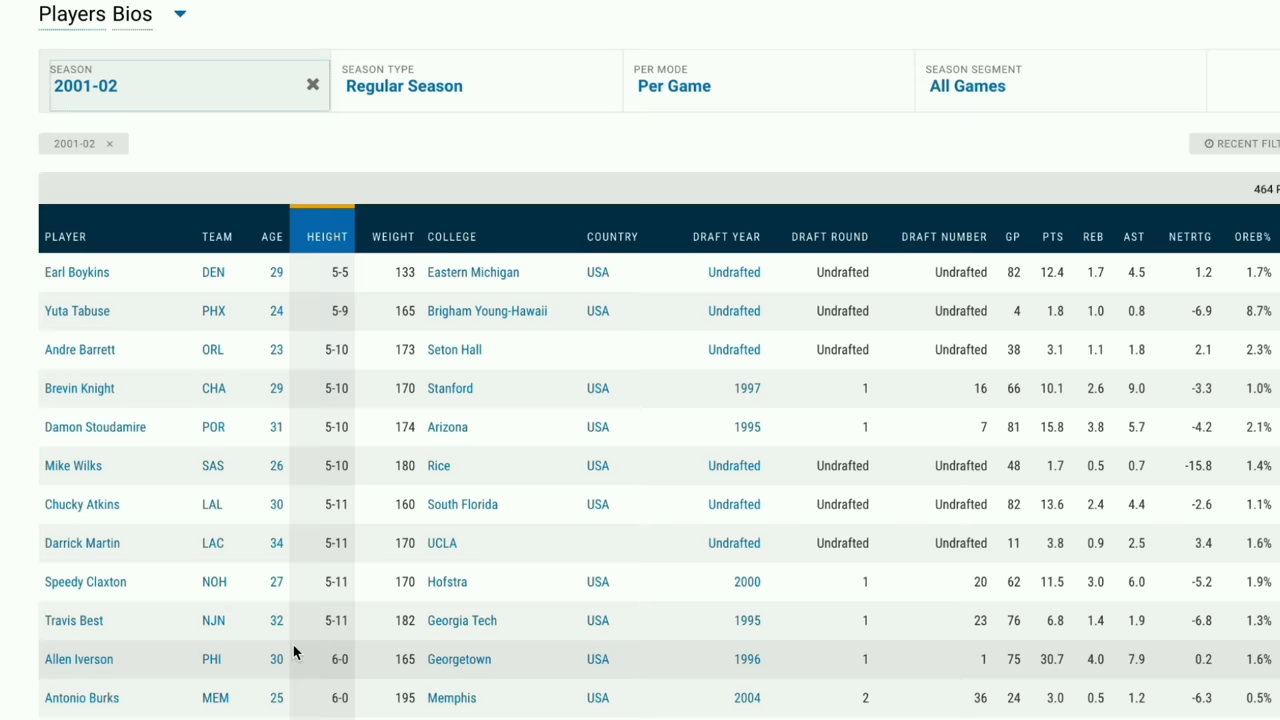 Players Bios
SEASON
2001-02
SEASON TYPE
Regular Season
PER MODE
Per Game
SEASON SEGMENT
All Games
2001-02 ×
RECENT FILT
464
PLAYER TEAM AGE HEIGHT WEIGHT COLLEGE COUNTRY DRAFT YEAR DRAFT ROUND DRAFT NUMBER GP PTS REB AST NETRTG OREB%
Earl Boykins DEN 29 5-5 133 Eastern Michigan USA Undrafted Undrafted Undrafted 82 12.4 1.7 4.5 1.2 1.7%
Yuta Tabuse PHX 24 5-9 165 Brigham Young-Hawaii USA Undrafted Undrafted Undrafted 4 1.8 1.0 0.8 -6.9 8.7%
Andre Barrett ORL 23 5-10 173 Seton Hall Undrafted Undrafted Undrafted 38 3.1 1.1 1.8 2.1 2.3%
Brevin Knight CHA 29 5-10 170 Stanford USA 1997 1 16 66 10.1 2.6 9.0 -3.3 1.0%
Damon Stoudamire POR 31 5-10 174 Arizona USA 1995 1 7 81 15.8 3.8 5.7 -4.2 2.1%
Mike Wilks SAS 26 5-10 180 Rice USA Undrafted Undrafted Undrafted 48 1.7 0.5 0.7 -15.8 1.4%
Chucky Atkins LAL 30 5-11 160 South Florida USA Undrafted Undrafted Undrafted 82 13.6 2.4 4.4 -2.6 1.1%
Darrick Martin LAC 34 5-11 170 UCLA Undrafted Undrafted Undrafted 11 3.8 0.9 2.5 3.4 1.6%
Speedy Claxton NOH 27 5-11 170 Hofstra USA 2000 1 20 62 11.5 3.0 6.0 -5.2 1.9%
Travis Best NJN 32 5-11 182 Georgia Tech USA 1995 1 23 76 6.8 1.4 1.9 -6.8 1.3%
Allen Iverson PHI 30 6-0 165 Georgetown USA 1996 1 1 75 30.7 4.0 7.9 0.2 1.6%
Antonio Burks MEM 25 6-0 195 Memphis USA 2004 2 36 24 3.0 0.5 1.2 -6.3 0.5%